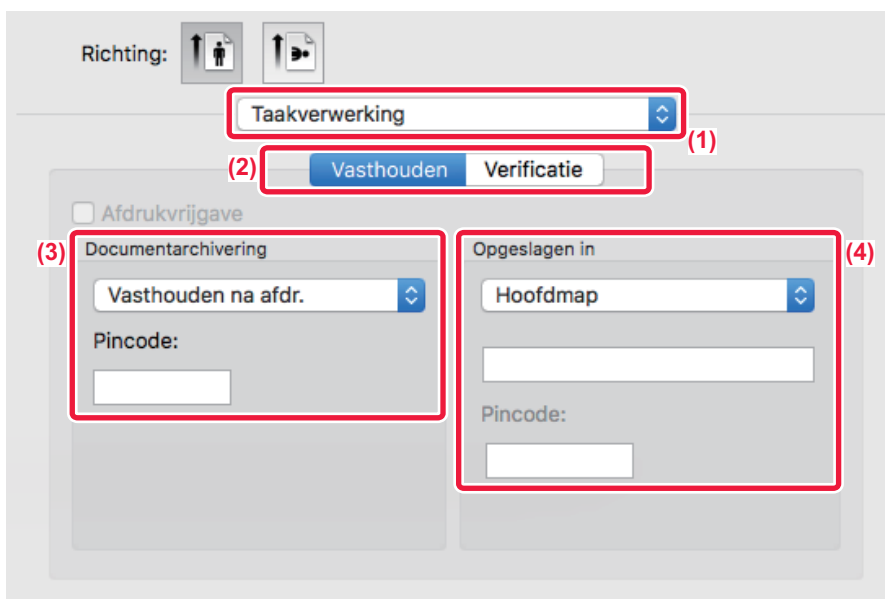 Richting:
Taakverwerking
(1)
(2)
Vasthouden Verificatie
Afdrukvrijgave
(3)
Documentarchivering
Vasthouden na afdr.
Pincode:
Opgeslagen in
(4)
Hoofdmap
Pincode: